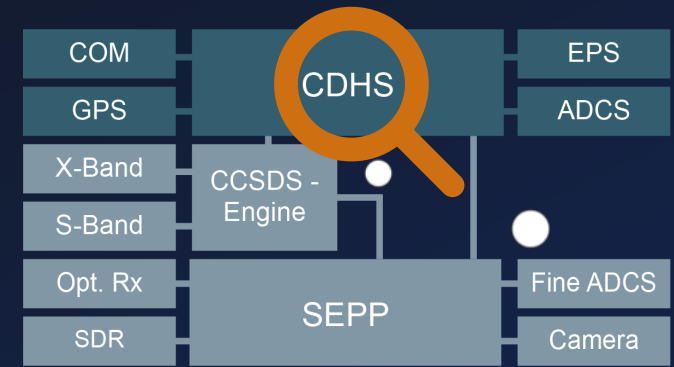 COM
CDHS
EPS
GPS
ADCS
X-Band
CCSDS -
Engine
S-Band
Opt. Rx
SEPP
Fine ADCS
SDR
Camera